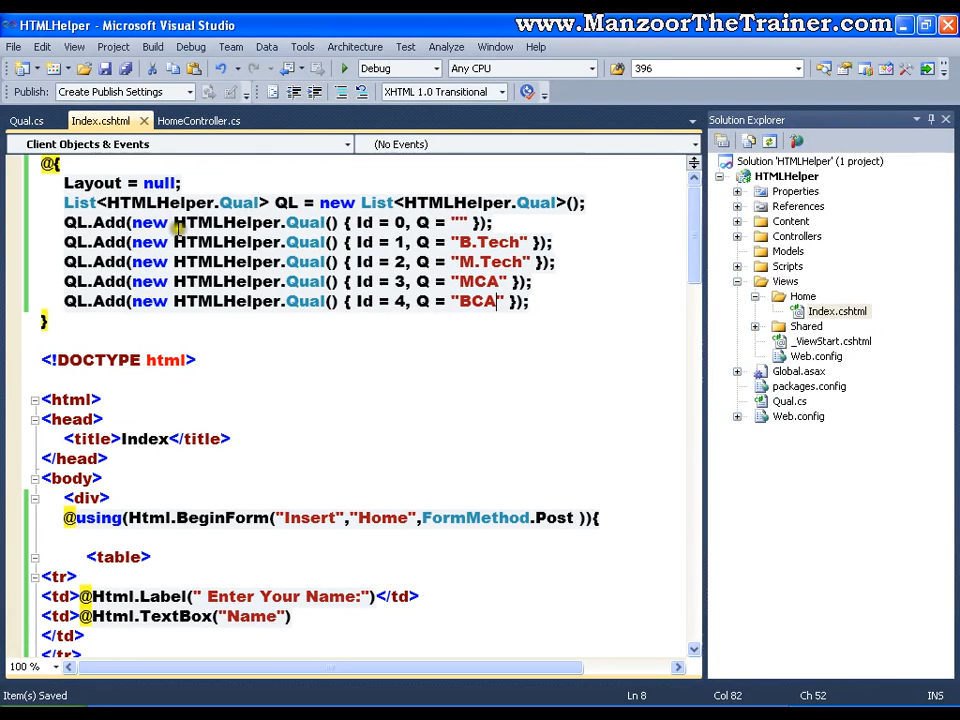 HTMLHelper - Microsoft Visual Studio
www.ManzoorTheTrainer.com
File Edit View Project Build Debug Team Data Tools Architecture Test Analyze Window Help
Debug Any CPU 396
Publish: Create Publish Settings XHTML 1.0 Transitional
Qual.cs Index.cshtml HomeController.cs
Client Objects & Events (No Events)
@{
Layout = null;
List<HTMLHelper.Qual> QL = new List<HTMLHelper.Qual>();
QL.Add(new HTMLHelper.Qual() { Id = 0, Q = "" });
QL.Add(new HTMLHelper.Qual() { Id = 1, Q = "B.Tech" });
QL.Add(new HTMLHelper.Qual() { Id = 2, Q = "M.Tech" });
QL.Add(new HTMLHelper.Qual() { Id = 3, Q = "MCA" });
QL.Add(new HTMLHelper.Qual() { Id = 4, Q = "BCA" });
}
<!DOCTYPE html>
<html>
<head>
<title>Index</title>
</head>
<body>
<div>
@using(Html.BeginForm("Insert","Home",FormMethod.Post )){
<table>
<tr>
<td>@Html.Label(" Enter Your Name:")</td>
<td>@Html.TextBox("Name")
</td>
</tr>
100 %
Solution Explorer
Solution 'HTMLHelper' (1 project)
HTMLHelper
Properties
References
Content
Controllers
Models
Scripts
Views
Home
Index.cshtml
Shared
_ViewStart.cshtml
Web.config
Global.asax
packages.config
Qual.cs
Web.config
Item(s) Saved Ln 8 Col 82 Ch 52 INS